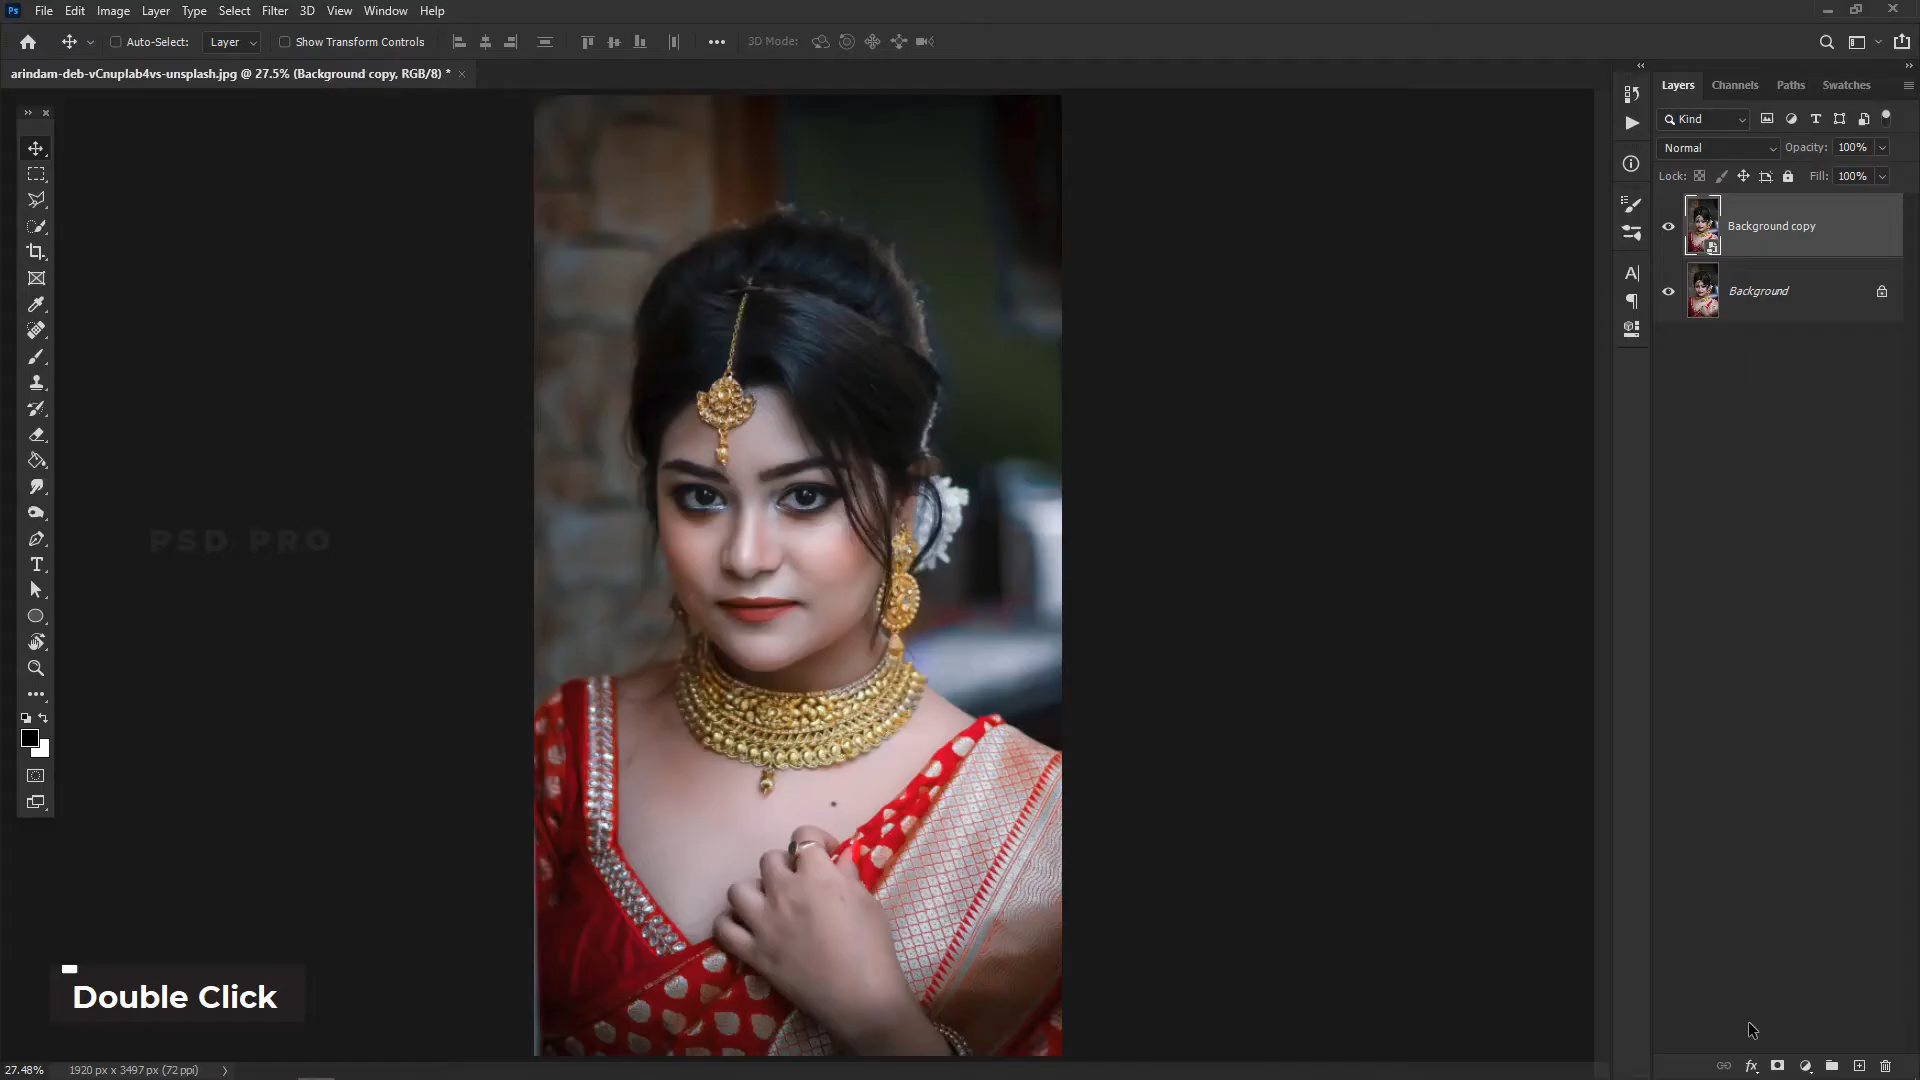 Ps File Edit Image Layer Type Select Filter 3D View Window Help
Auto-Select: Layer Show Transform Controls 3D Mode:
arindam-deb-vCnuplab4vs-unsplash.jpg @ 27.5% (Background copy, RGB/8) *
Layers Channels Paths Swatches
Kind
Normal Opacity: 100%
Lock: Fill: 100%
Background copy
Background
PSD PRO
Double Click
27.48% 1920 px x 3497 px (72 ppi)